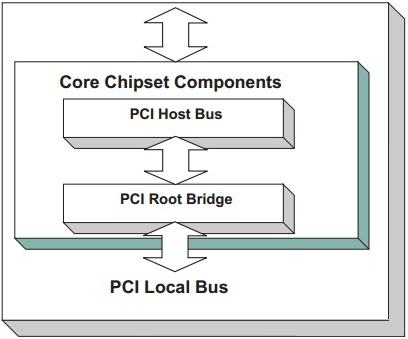 Core Chipset Components
PCI Host Bus
PCI Root Bridge
PCI Local Bus